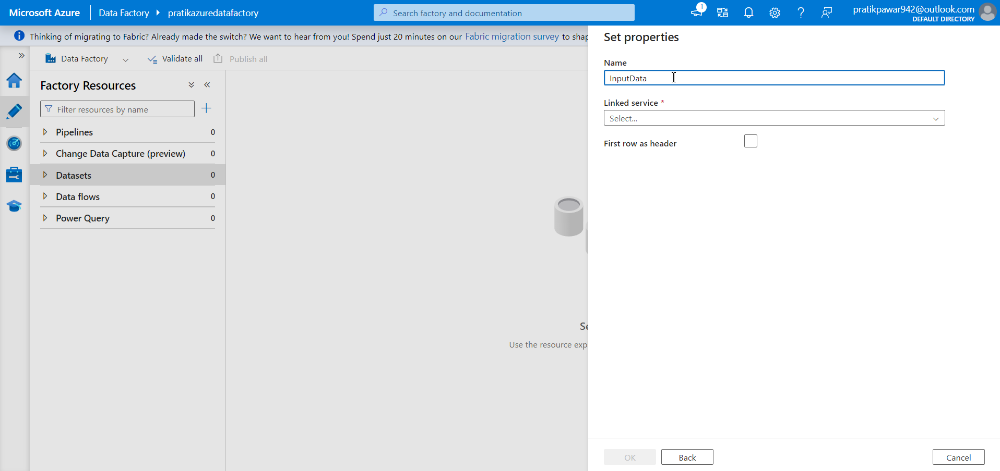 Microsoft Azure
Data Factory
pratikazuredatafactory
Search factory and documentation
1
pratikpawar942@outlook.com
DEFAULT DIRECTORY
Thinking of migrating to Fabric? Already made the switch? We want to hear from you! Spend just 20 minutes on our Fabric migration survey to shap
Data Factory
Validate all
Publish all
Factory Resources
Filter resources by name
Pipelines 0
Change Data Capture (preview) 0
Datasets 0
Data flows 0
Power Query 0
Se
Use the resource exp
Set properties
Name
InputData
Linked service *
Select...
First row as header
OK
Back
Cancel